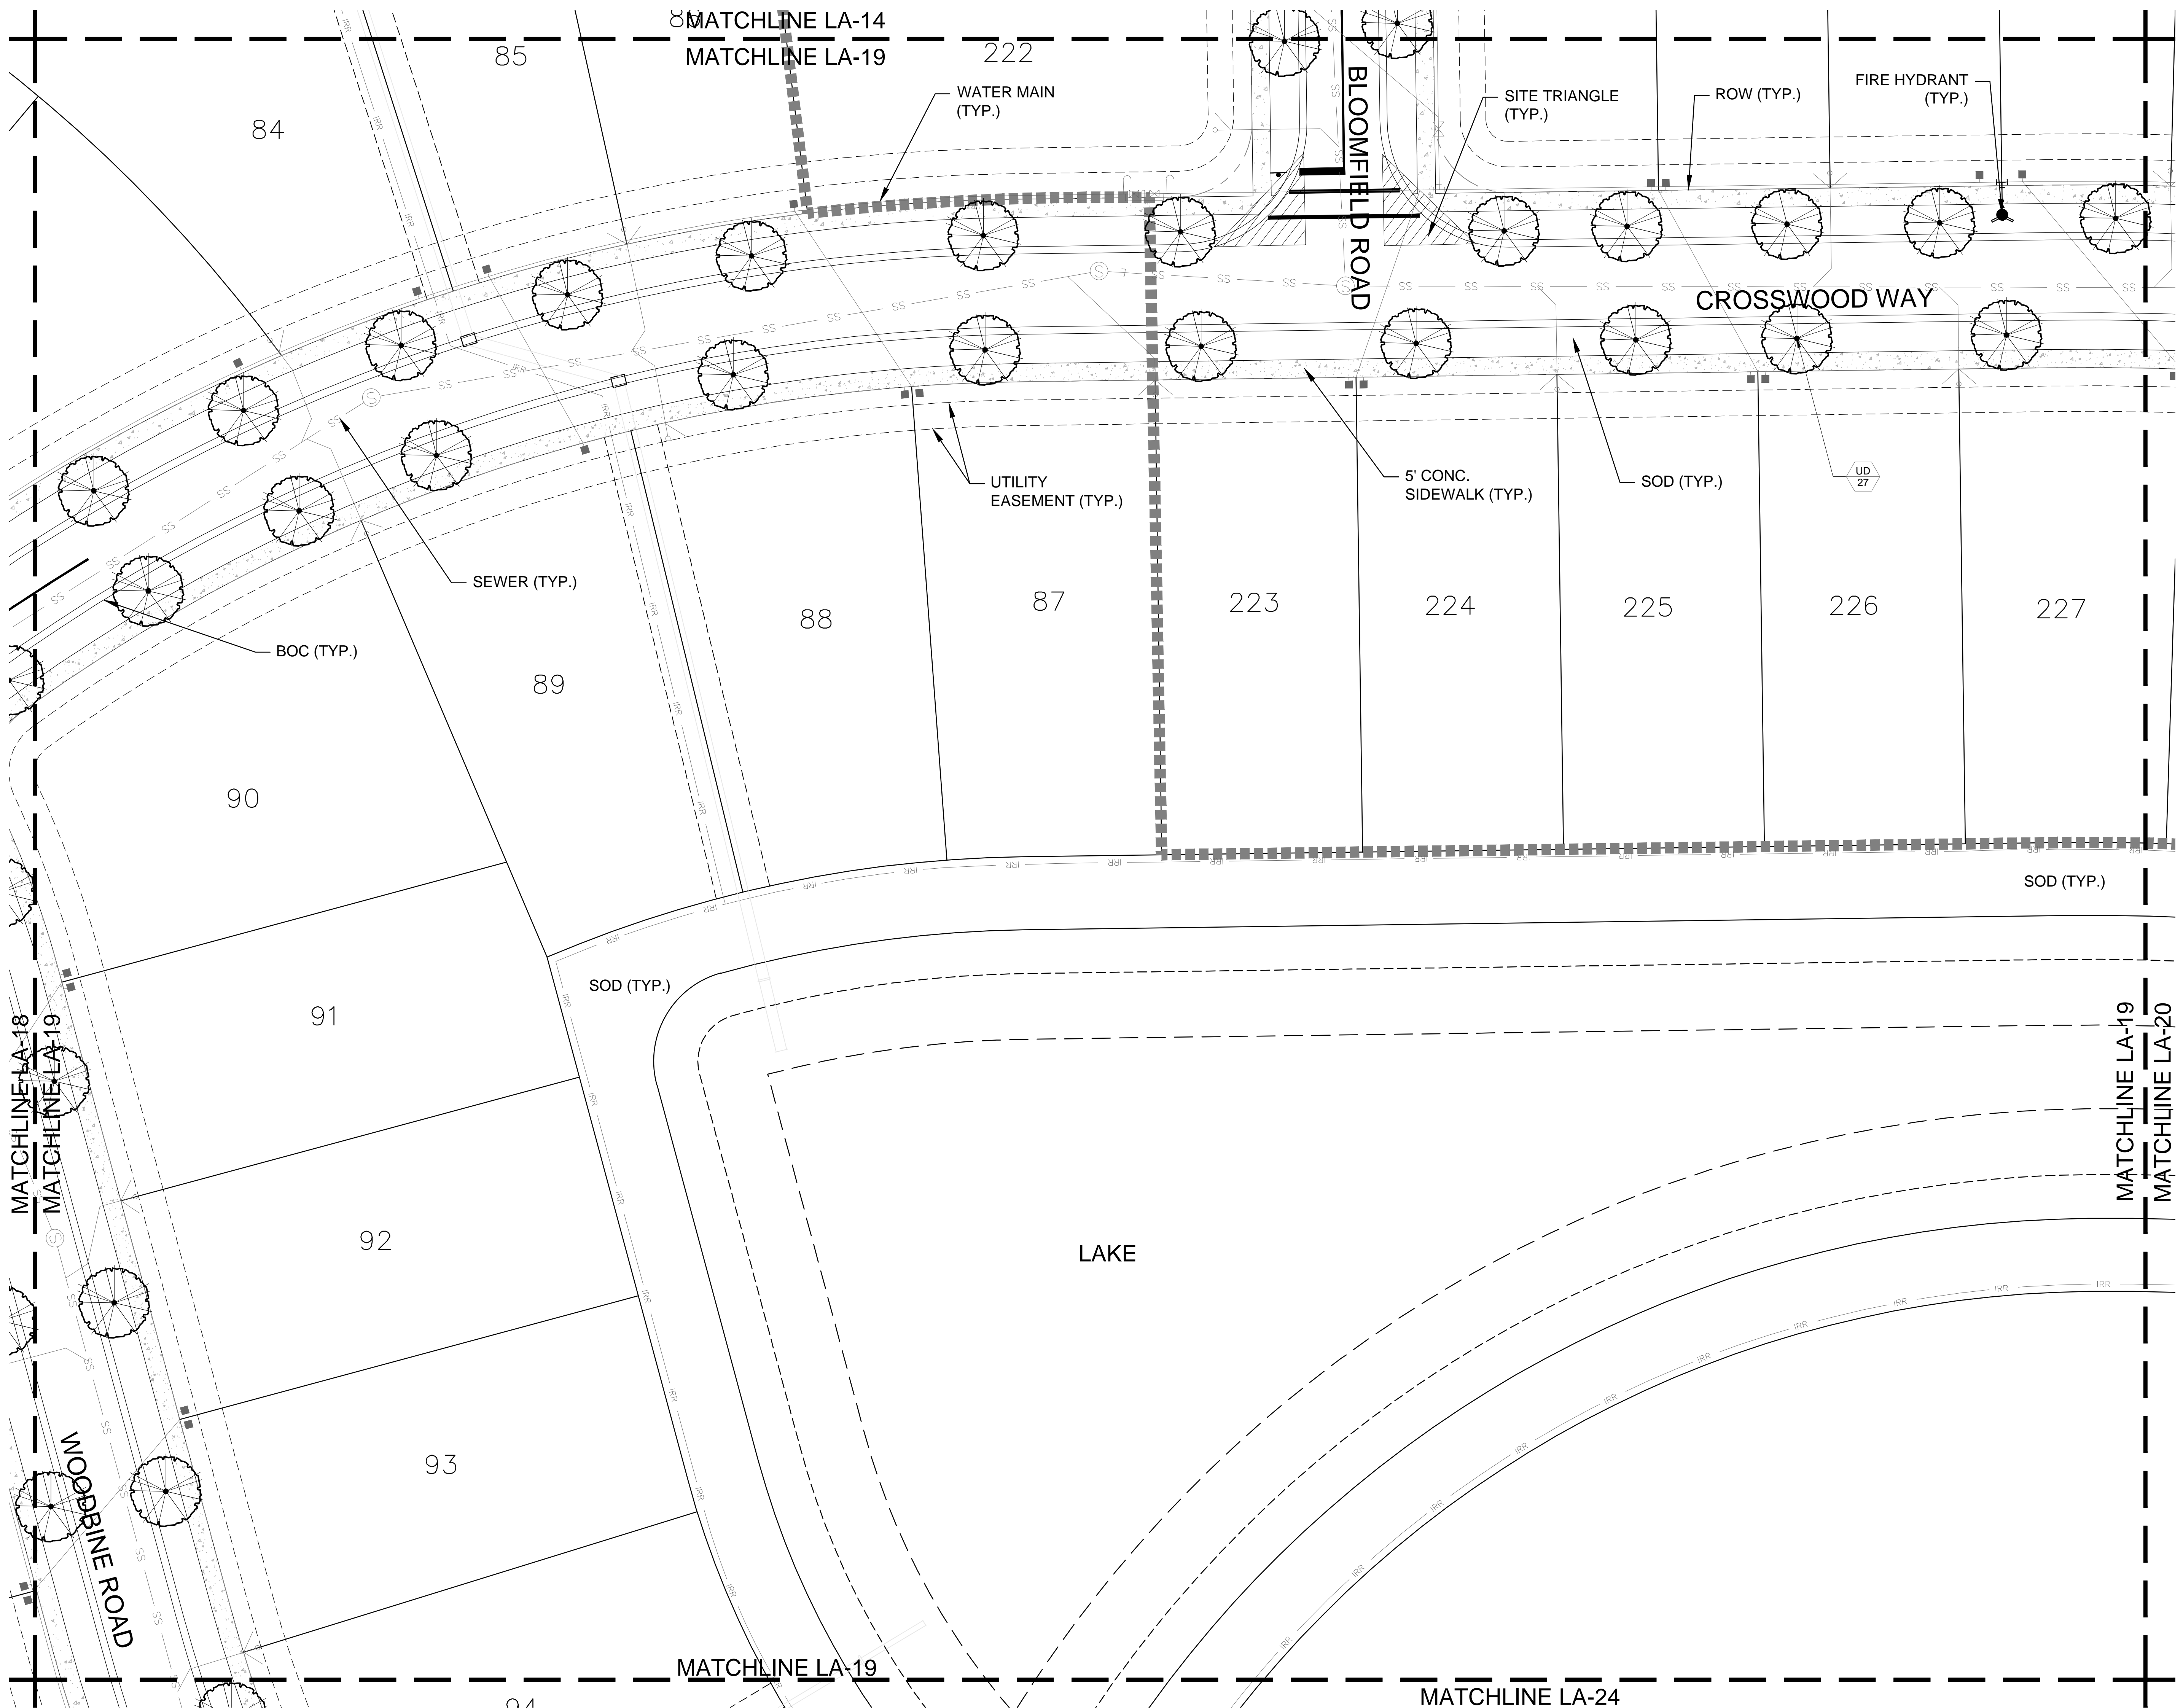 MATCHLINE LA-14
MATCHLINE LA-19
85
222
84
WATER MAIN
(TYP.)
BLOOMFIELD ROAD
SITE TRIANGLE
(TYP.)
ROW (TYP.)
FIRE HYDRANT
(TYP.)
CROSSWOOD WAY
UTILITY
EASEMENT (TYP.)
5' CONC.
SIDEWALK (TYP.)
SOD (TYP.)
UD
27
SEWER (TYP.)
BOC (TYP.)
88
87
223
224
225
226
227
89
90
SOD (TYP.)
SOD (TYP.)
91
MATCHLINE LA-18
MATCHLINE LA-19
MATCHLINE LA-19
MATCHLINE LA-20
92
LAKE
93
WOODBINE ROAD
MATCHLINE LA-19
MATCHLINE LA-24
94
SS
IRR
S